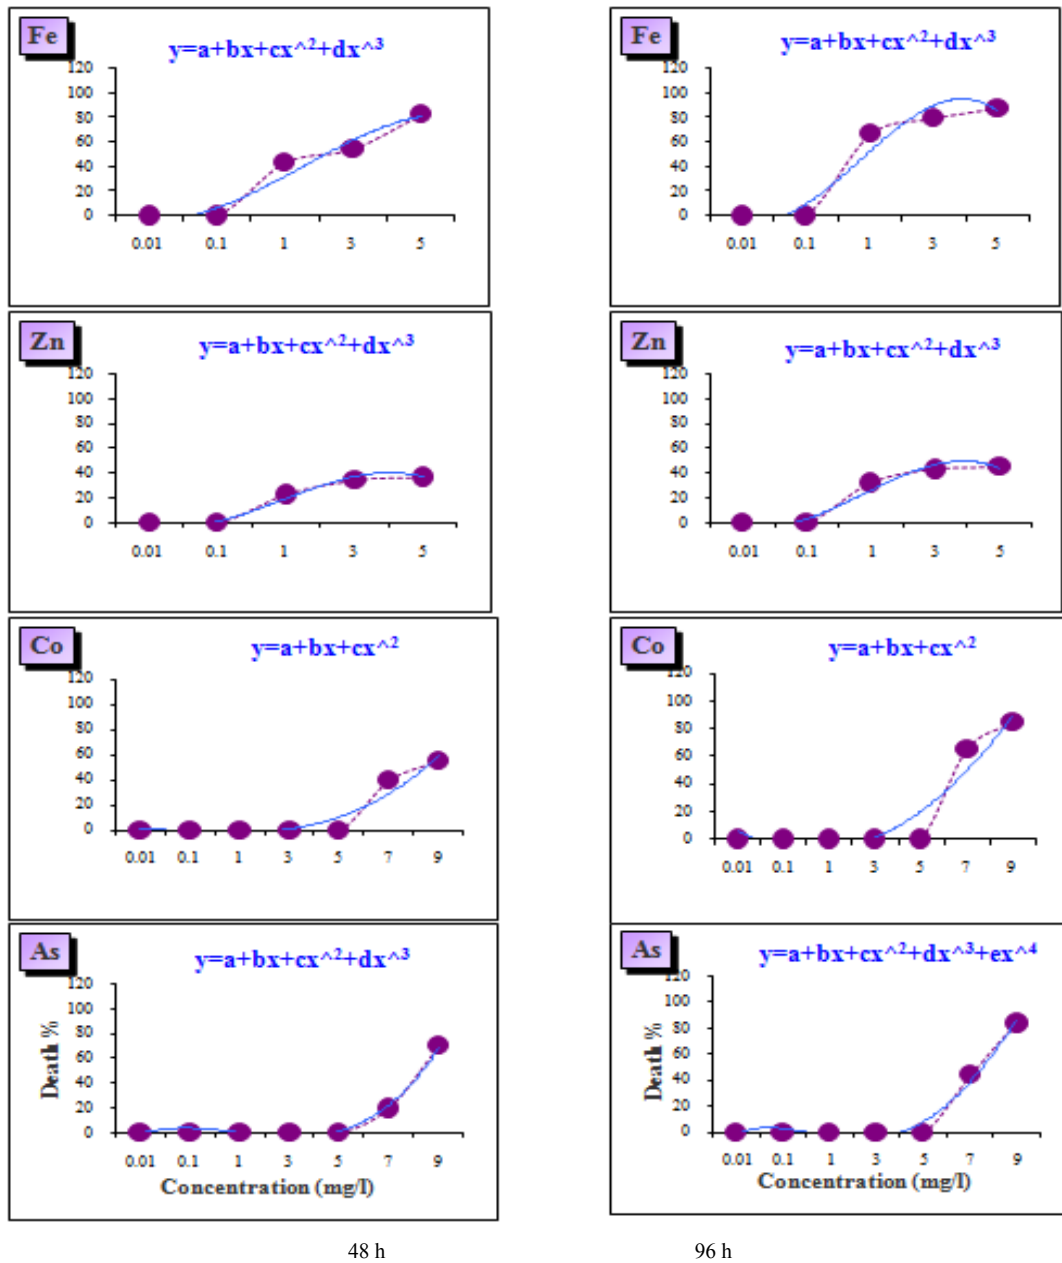 Fe
y=a+bx+cx^2+dx^3
120
100
80
60
40
20
0
0.01 0.1 1 3 5
Fe
y=a+bx+cx^2+dx^3
120
100
80
60
40
20
0
0.01 0.1 1 3 5
Zn
y=a+bx+cx^2+dx^3
120
100
80
60
40
20
0
0.01 0.1 1 3 5
Zn
y=a+bx+cx^2+dx^3
120
100
80
60
40
20
0
0.01 0.1 1 3 5
Co
y=a+bx+cx^2
120
100
80
60
40
20
0
0.01 0.1 1 3 5 7 9
Co
y=a+bx+cx^2
120
100
80
60
40
20
0
0.01 0.1 1 3 5 7 9
As
y=a+bx+cx^2+dx^3
120
100
80
60
40
20
0
Death %
0.01 0.1 1 3 5 7 9
Concentration (mg/l)
As
y=a+bx+cx^2+dx^3+ex^4
120
100
80
60
40
20
0
Death %
0.01 0.1 1 3 5 7 9
Concentration (mg/l)
48 h 96 h